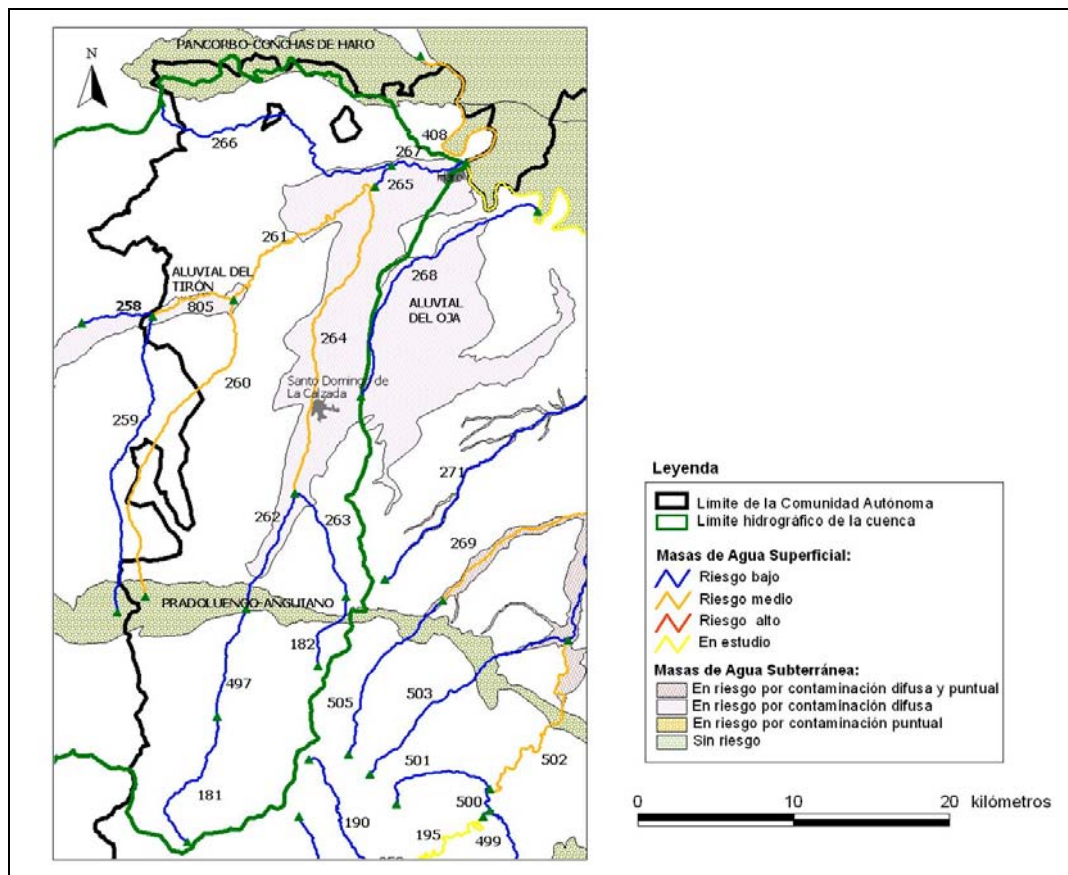 PANCORBO-CONCHAS DE HARO
N
408
266
267
265
261
268
ALUVIAL DEL
TIRÓN
258
805
ALUVIAL
DEL OJA
264
260
Santo Domingo de
La Calzada
259
271
262
263
269
PRADOLUENGO-ANGUIANO
182
497
505
503
501
502
181
500
190
195
499
Leyenda
Límite de la Comunidad Autónoma
Límite hidrográfico de la cuenca
Masas de Agua Superficial:
Riesgo bajo
Riesgo medio
Riesgo alto
En estudio
Masas de Agua Subterránea:
En riesgo por contaminación difusa y puntual
En riesgo por contaminación difusa
En riesgo por contaminación puntual
Sin riesgo
0 10 20 kilómetros